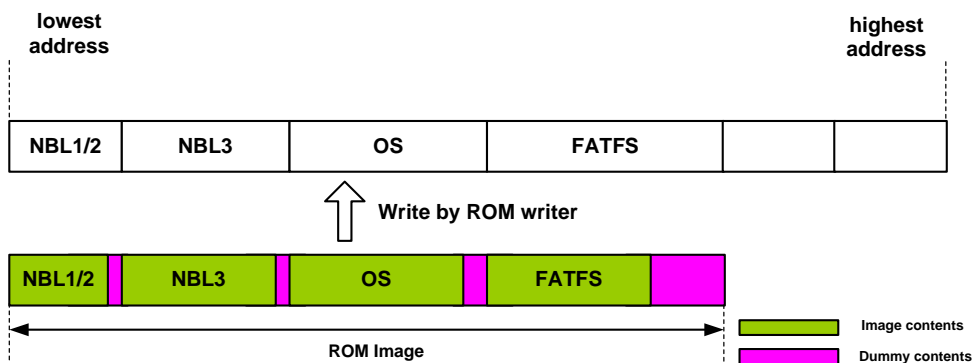 lowest
address
highest
address
NBL1/2 NBL3 OS FATFS
Write by ROM writer
NBL1/2 NBL3 OS FATFS
ROM Image
Image contents
Dummy contents